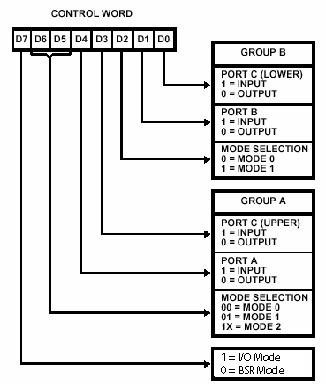 CONTROL WORD
D7 D6 D5 D4 D3 D2 D1 D0
GROUP B
PORT C (LOWER)
1 = INPUT
0 = OUTPUT
PORT B
1 = INPUT
0 = OUTPUT
MODE SELECTION
0 = MODE 0
1 = MODE 1
GROUP A
PORT C (UPPER)
1 = INPUT
0 = OUTPUT
PORT A
1 = INPUT
0 = OUTPUT
MODE SELECTION
00 = MODE 0
01 = MODE 1
1X = MODE 2
1 = I/O Mode
0 = BSR Mode